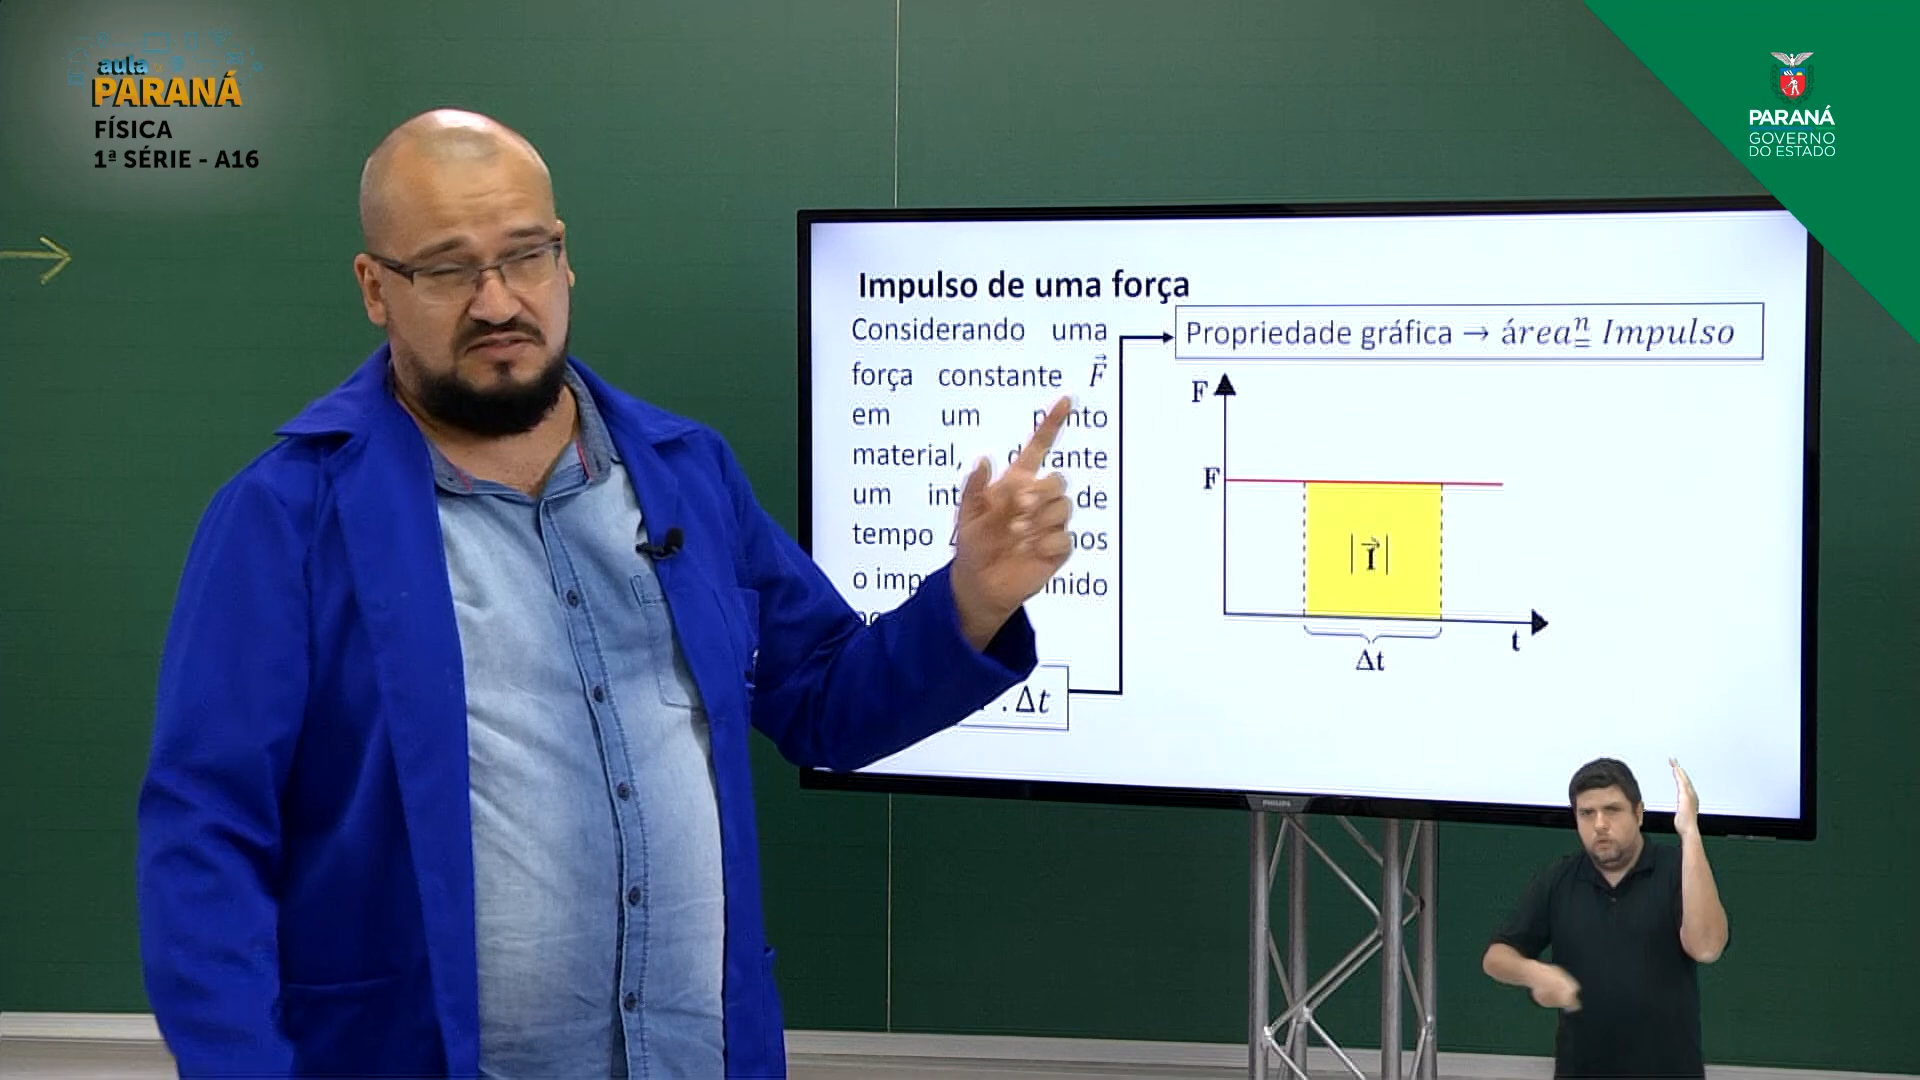 aula
PARANÁ
FÍSICA
1ª SÉRIE - A16
PARANÁ
GOVERNO
DO ESTADO
Impulso de uma força
Considerando uma
força constante F⃗
em um
material,
um de
tempo
o
. Δt
Propriedade gráfica → área n= Impulso
F
F
|I⃗|
Δt
t
PHILIPS